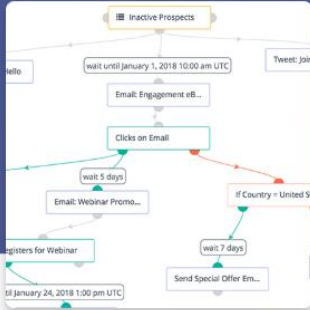 Inactive Prospects
Hello
wait until January 1, 2018 10:00 am UTC
Tweet: Joi
Email: Engagement eB...
Clicks on Email
wait 5 days
Email: Webinar Promo...
If Country = United S
egisters for Webinar
wait 7 days
Send Special Offer Em...
til January 24, 2018 1:00 pm UTC